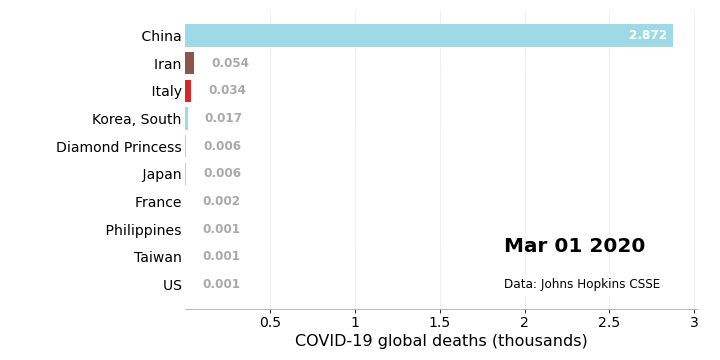 China 2.872
Iran 0.054
Italy 0.034
Korea, South 0.017
Diamond Princess 0.006
Japan 0.006
France 0.002
Philippines 0.001
Taiwan 0.001
US 0.001
Mar 01 2020
Data: Johns Hopkins CSSE
0.5 1 1.5 2 2.5 3
COVID-19 global deaths (thousands)